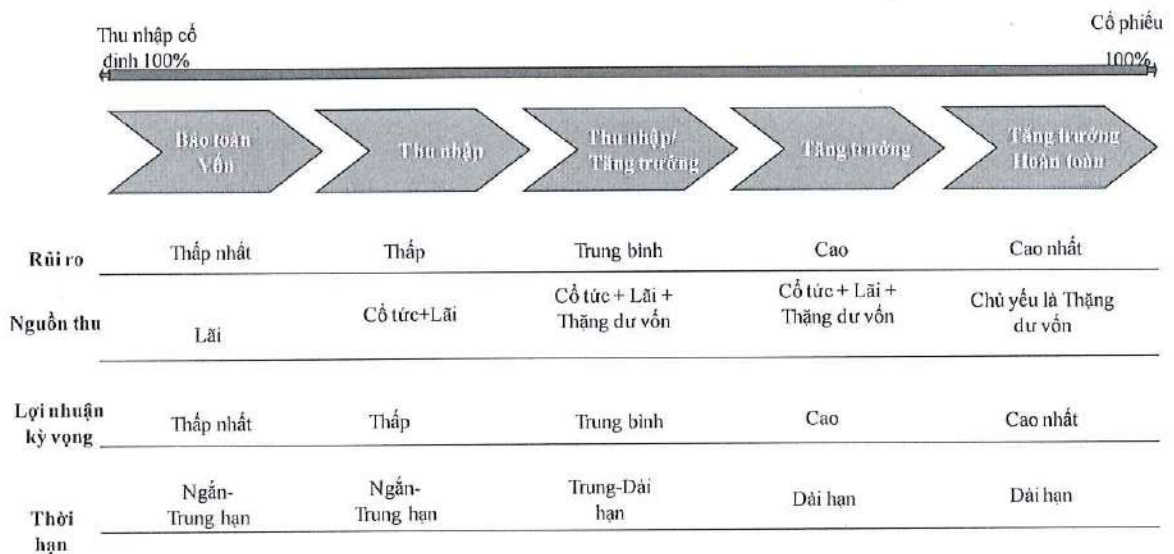 Thu nhập cố
định 100%
Cổ phiếu
100%
Bảo toàn
Vốn
Thu nhập
Thu nhập/
Tăng trưởng
Tăng trưởng
Tăng trưởng
Hoàn toàn
Rủi ro
Thấp nhất
Thấp
Trung bình
Cao
Cao nhất
Nguồn thu
Lãi
Cổ tức+Lãi
Cổ tức + Lãi +
Thặng dư vốn
Cổ tức + Lãi +
Thặng dư vốn
Chủ yếu là Thặng
dư vốn
Lợi nhuận
kỳ vọng
Thấp nhất
Thấp
Trung bình
Cao
Cao nhất
Thời
hạn
Ngắn-
Trung hạn
Ngắn-
Trung hạn
Trung-Dài
hạn
Dài hạn
Dài hạn